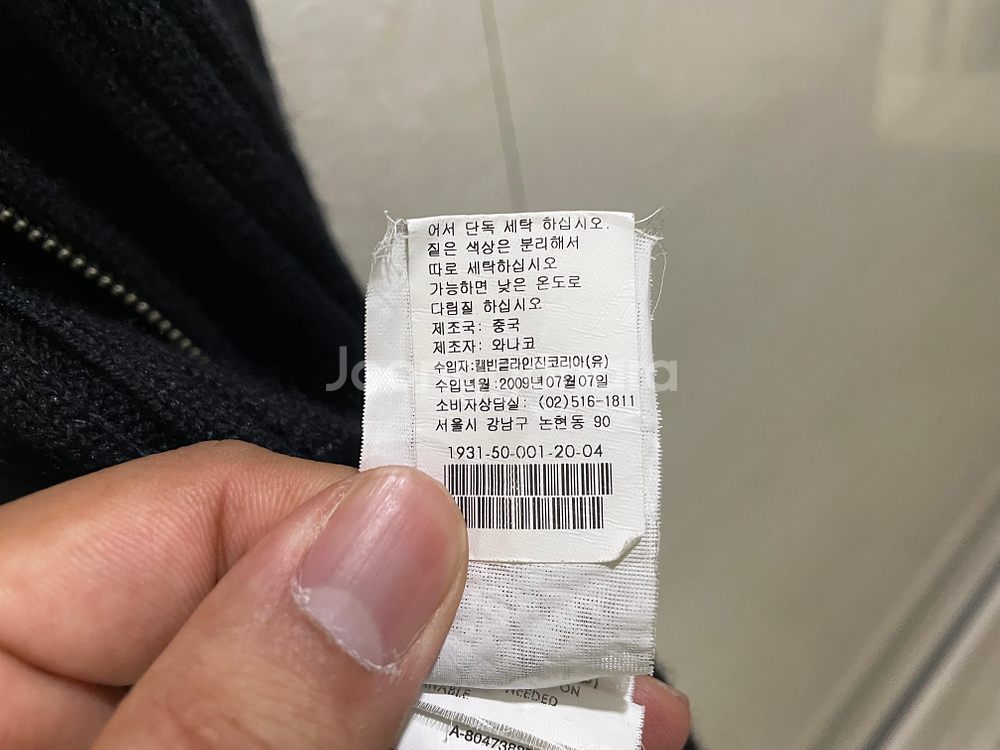 어서 단독 세탁 하십시오.
짙은 색상은 분리해서
따로 세탁하십시오
가능하면 낮은 온도로
다림질 하십시오
제조국: 중국
제조자: 와나코
수입자:캘빈클라인진코리아(유)
수입년월:2009년07월07일
소비자상담실: (02)516-1811
서울시 강남구 논현동 90
1931-50-001-20-04
ON
NEEDED